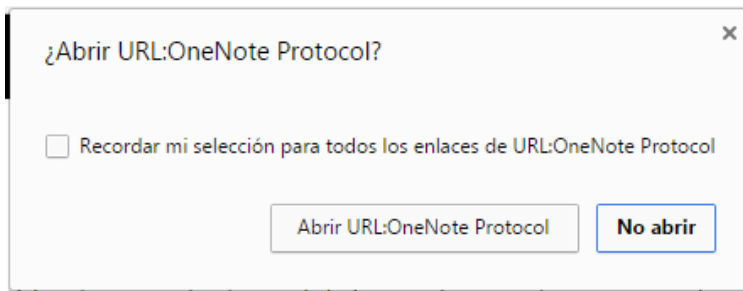 ¿Abrir URL:OneNote Protocol?
Recordar mi selección para todos los enlaces de URL:OneNote Protocol
Abrir URL:OneNote Protocol
No abrir